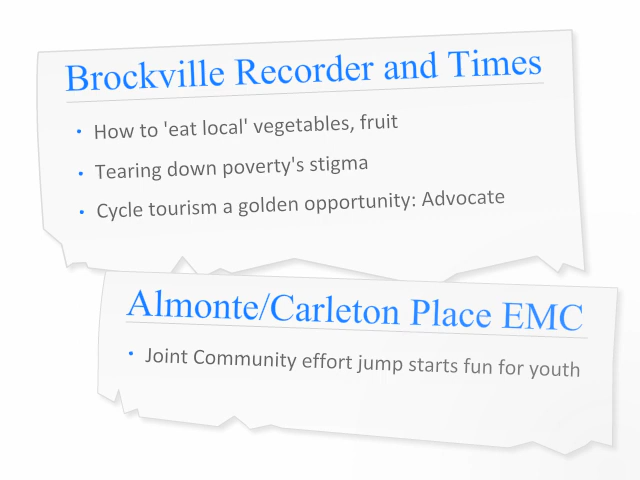 Brockville Recorder and Times
• How to 'eat local' vegetables, fruit
• Tearing down poverty's stigma
• Cycle tourism a golden opportunity: Advocate
Almonte/Carleton Place EMC
• Joint Community effort jump starts fun for youth